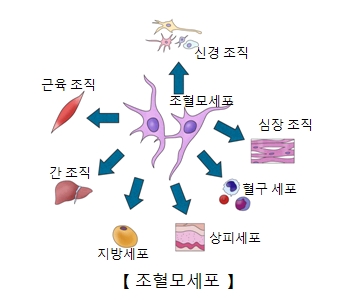 신경 조직
근육 조직
조혈모세포
심장 조직
간 조직
혈구 세포
상피세포
지방세포
【 조혈모세포 】